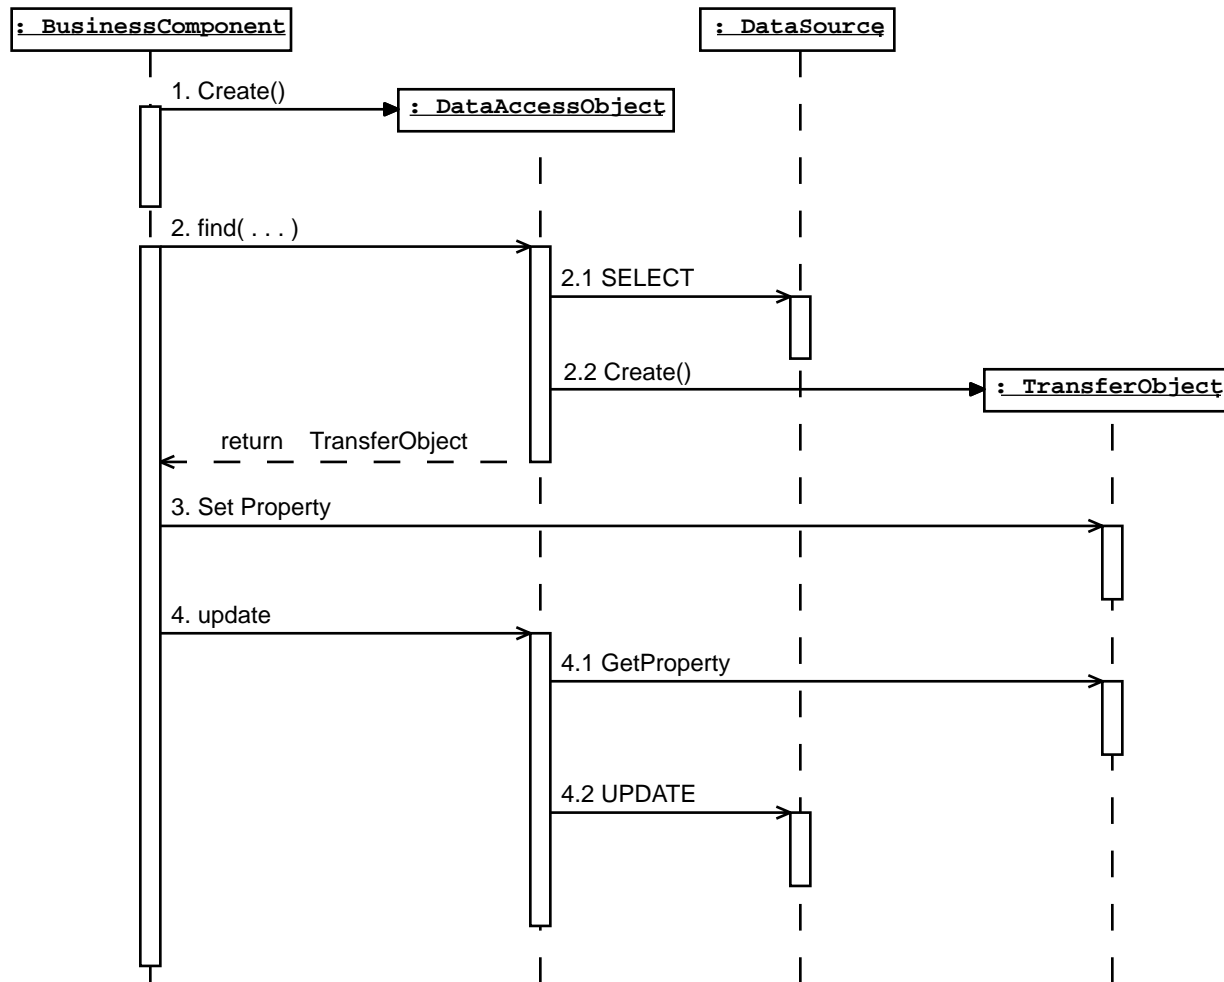 : BusinessComponent
: DataSource
1. Create()
: DataAccessObject
2. find( . . . )
2.1 SELECT
2.2 Create()
: TransferObject
return TransferObject
3. Set Property
4. update
4.1 GetProperty
4.2 UPDATE